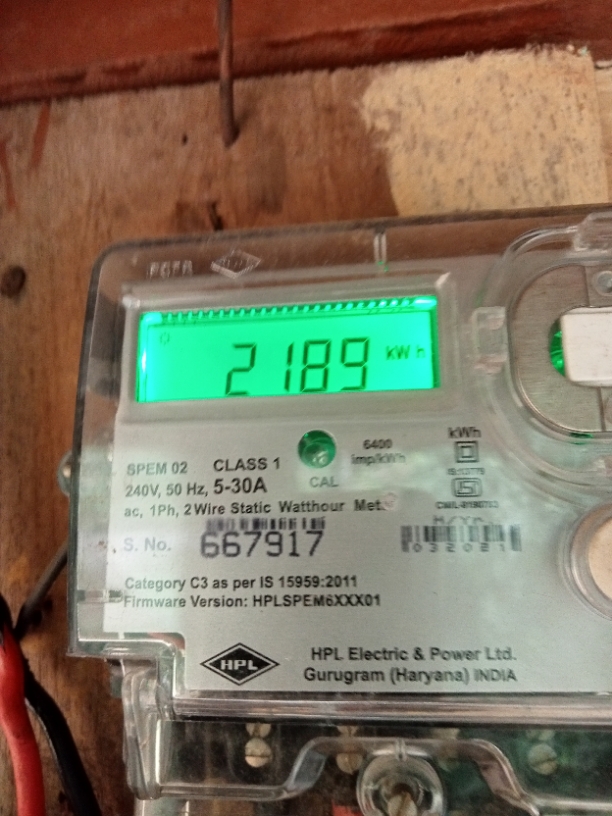 2189 kWh
6400
imp/kWh
CAL
kWh
SPEM 02 CLASS 1
240V, 50 Hz, 5-30A
ac, 1Ph, 2 Wire Static Watthour
M/YR.
S. No. 667917
032021
Category C3 as per IS 15959:2011
Firmware Version: HPLSPEM6XXX01
HPL
HPL Electric & Power Ltd.
Gurugram (Haryana) INDIA